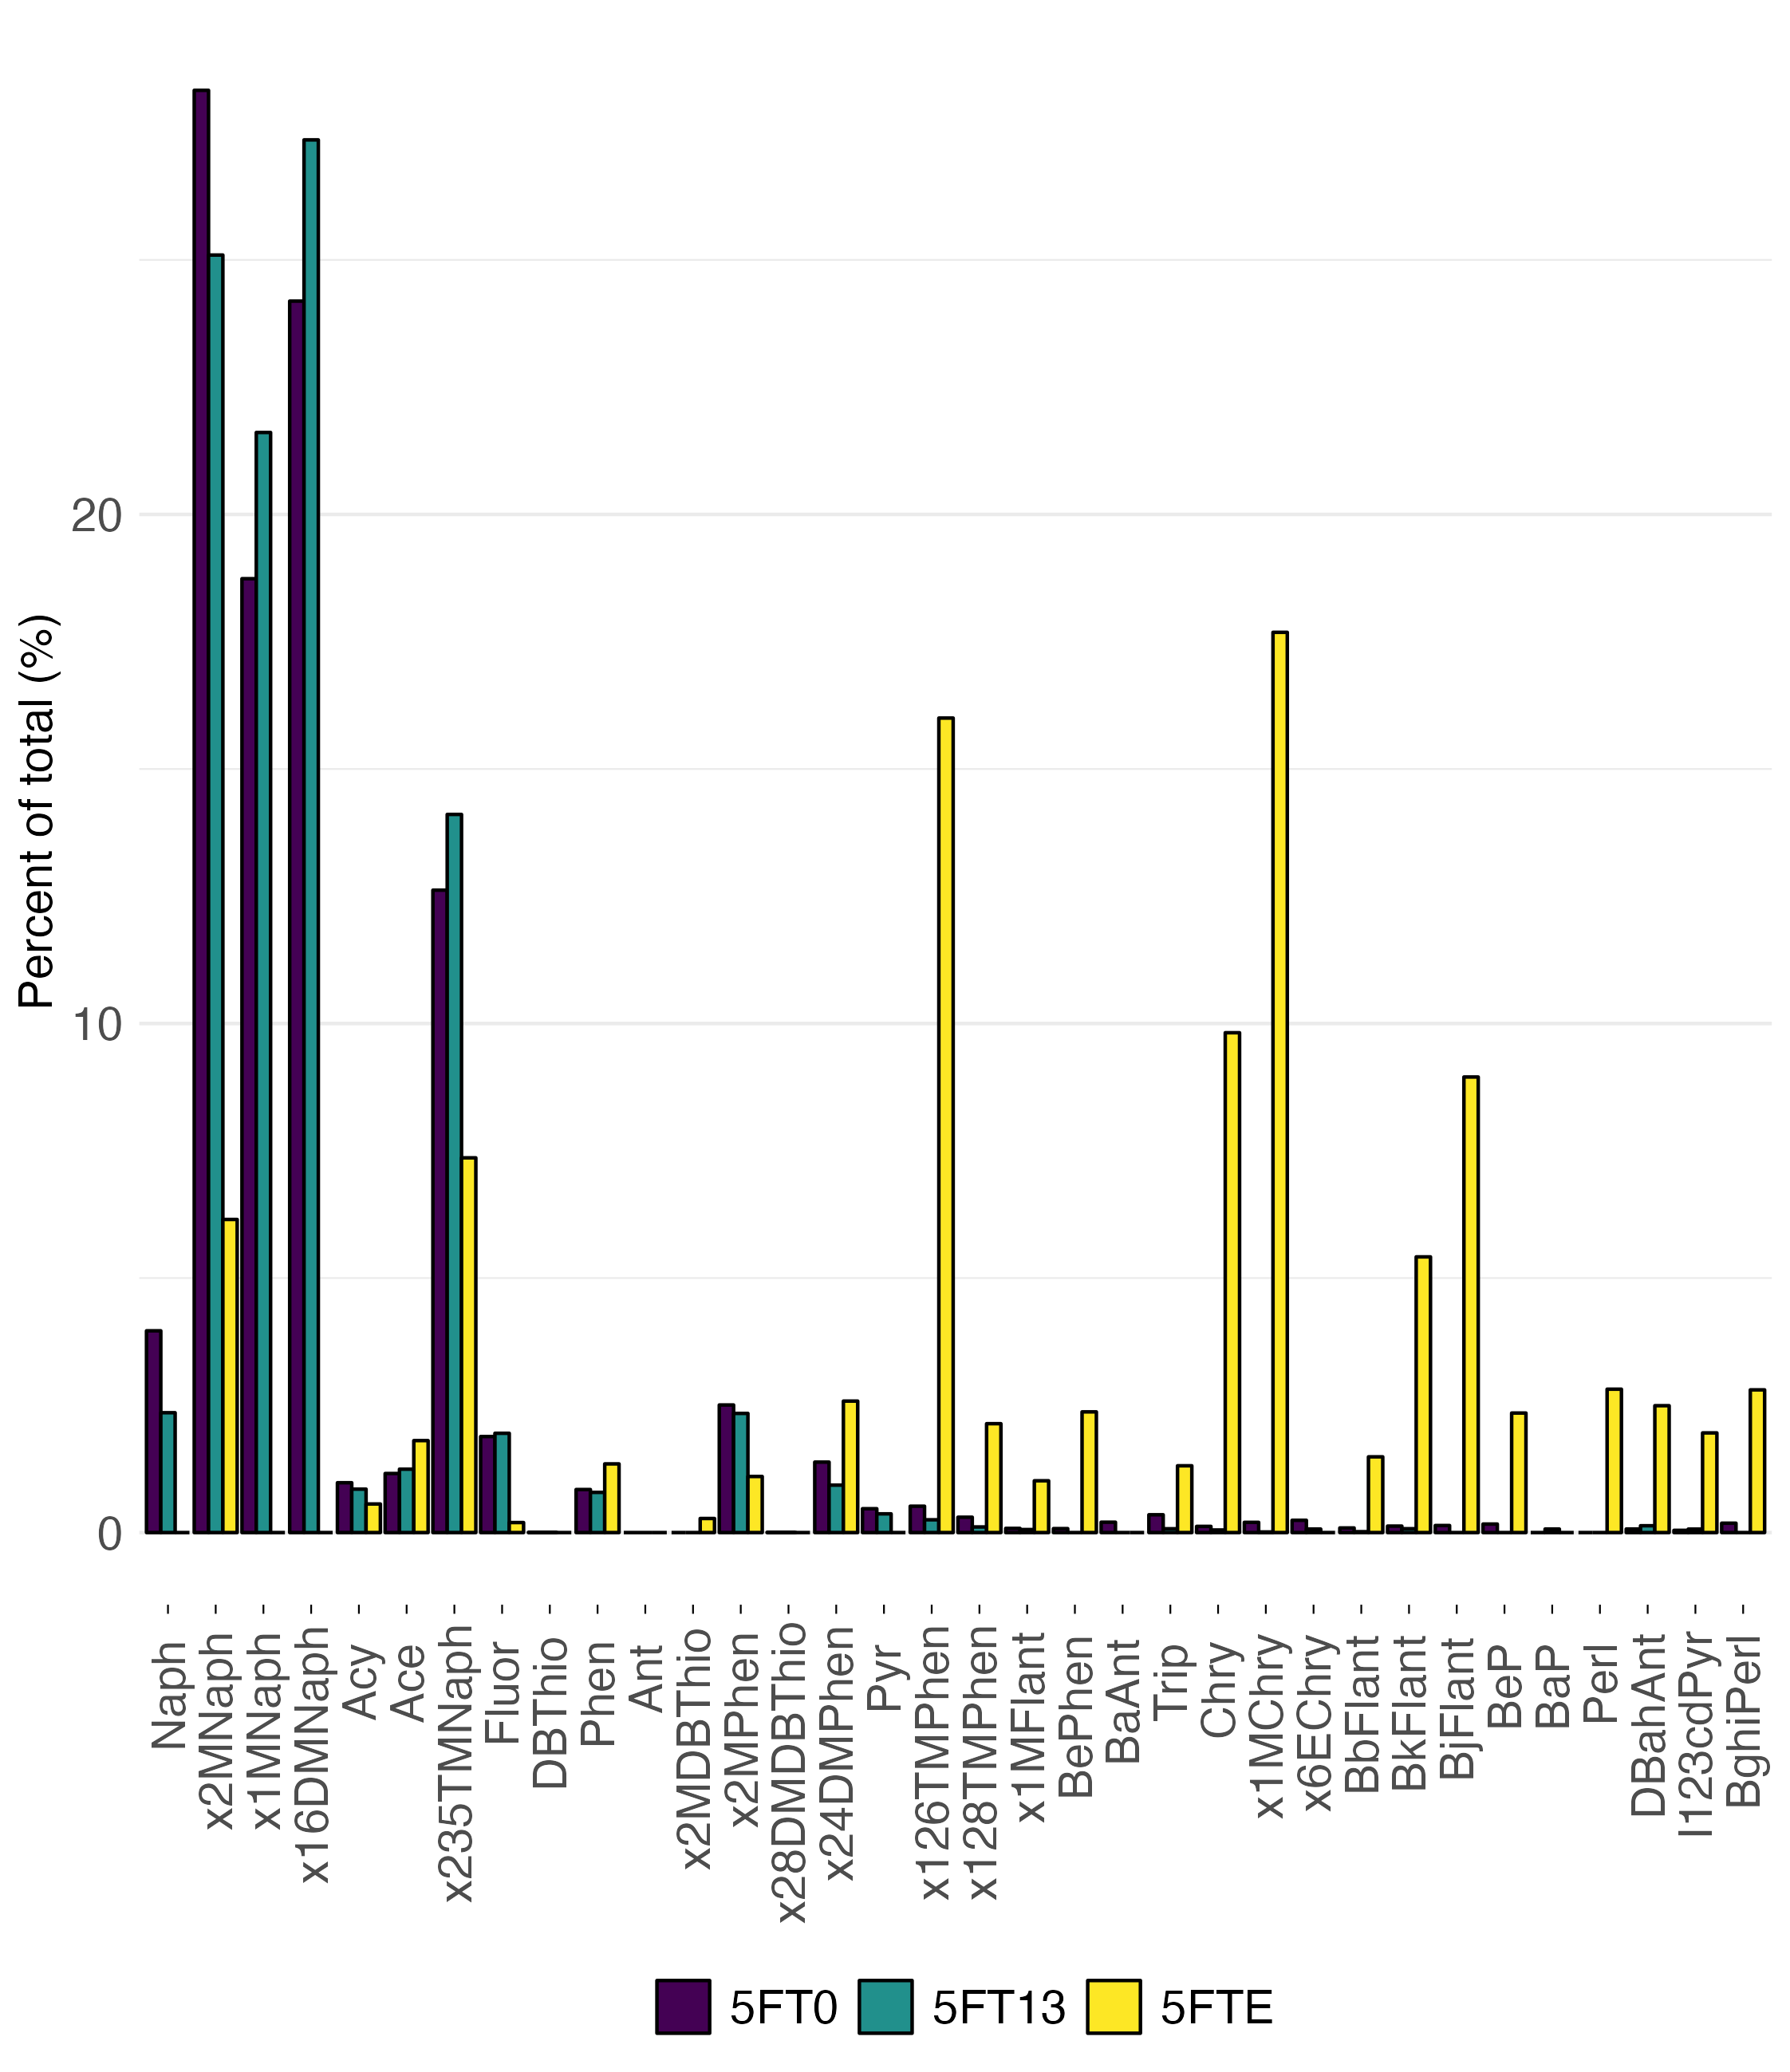 Percent of total (%)
20
10
0
Naph
x2MNaph
x1MNaph
x16DMNaph
Acy
Ace
x235TMNaph
Fluor
DBThio
Phen
Ant
x2MDBThio
x2MPhen
x28DMDBThio
x24DMPhen
Pyr
x126TMPhen
x128TMPhen
x1MFlant
BePhen
BaAnt
Trip
Chry
x1MChry
x6EChry
BbFlant
BkFlant
BjFlant
BeP
BaP
Perl
DBahAnt
I123cdPyr
BghiPerl
5FT0 5FT13 5FTE